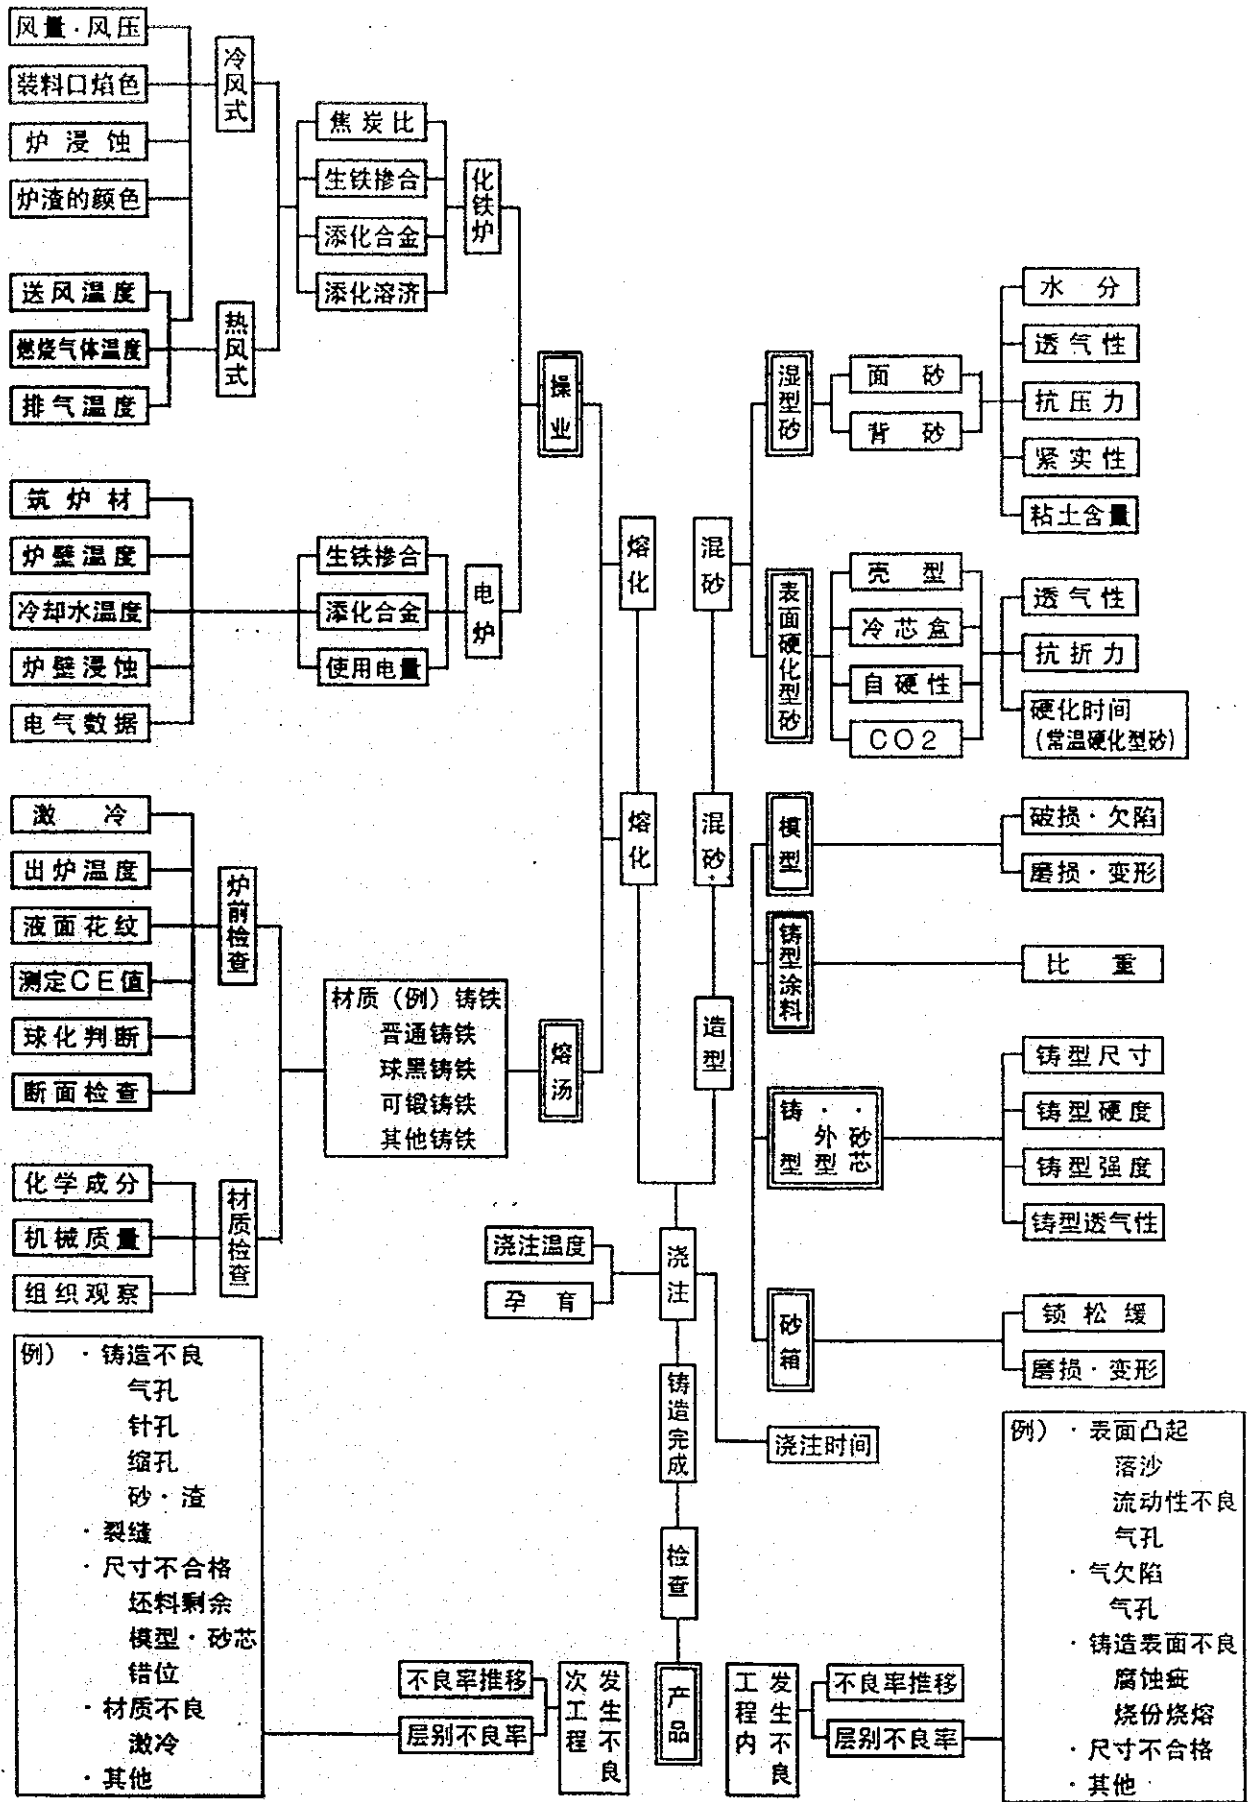 风量·风压
装料口焰色
炉浸蚀
炉渣的颜色
冷风式
送风温度
燃烧气体温度
排气温度
热风式
焦炭比
生铁掺合
添化合金
添化溶济
化铁炉
操业
筑炉材
炉壁温度
冷却水温度
炉壁浸蚀
电气数据
生铁掺合
添化合金
使用电量
电炉
熔化
熔化
激冷
出炉温度
液面花纹
测定CE值
球化判断
断面检查
炉前检查
化学成分
机械质量
组织观察
材质检查
材质（例）铸铁
普通铸铁
球黑铸铁
可锻铸铁
其他铸铁
熔汤
混砂
混砂
造型
湿型砂
面砂
背砂
水分
透气性
抗压力
紧实性
粘土含量
表面硬化型砂
壳型
冷芯盒
自硬性
CO2
透气性
抗折力
硬化时间
（常温硬化型砂）
模型
破损·欠陷
磨损·变形
铸型涂料
比重
铸型
·外型
·砂芯
铸型尺寸
铸型硬度
铸型强度
铸型透气性
砂箱
锁松缓
磨损·变形
浇注温度
孕育
浇注
浇注时间
铸造完成
检查
产品
例）·铸造不良
气孔
针孔
缩孔
砂·渣
·裂缝
·尺寸不合格
坯料剩余
模型·砂芯
错位
·材质不良
激冷
·其他
不良率推移
层别不良率
次工程
发生不良
工程内
发生不良
不良率推移
层别不良率
例）·表面凸起
落沙
流动性不良
气孔
·气欠陷
气孔
·铸造表面不良
腐蚀疵
烧份烧熔
·尺寸不合格
·其他